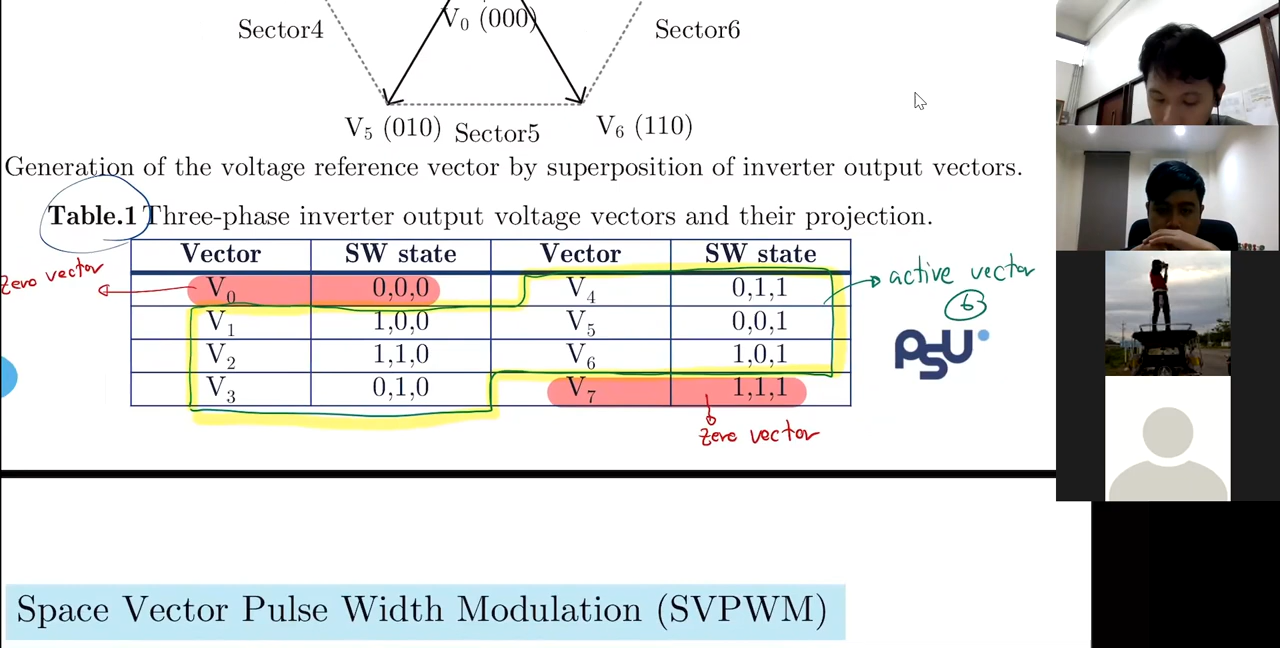 V₀ (000)
Sector4
Sector6
V₅ (010)
Sector5
V₆ (110)
Generation of the voltage reference vector by superposition of inverter output vectors.
Table.1 Three-phase inverter output voltage vectors and their projection.
Vector SW state Vector SW state
zero vector
V₀ 0,0,0 V₄ 0,1,1
active vector
6
V₁ 1,0,0 V₅ 0,0,1
V₂ 1,1,0 V₆ 1,0,1
PSU
V₃ 0,1,0 V₇ 1,1,1
zero vector
Space Vector Pulse Width Modulation (SVPWM)